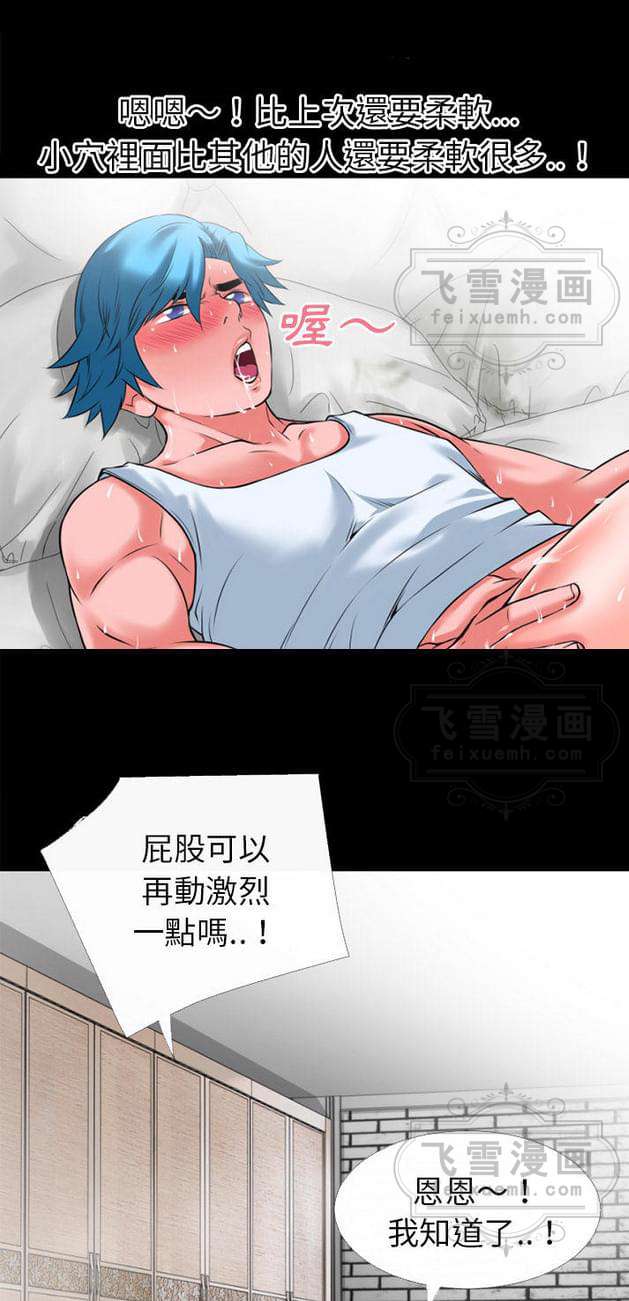 嗯嗯～！比上次還要柔軟...
小穴裡面比其他的人還要柔軟很多..！
飞雪漫画
feixuemh.com
喔～
飞雪漫画
feixuemh.com
屁股可以
再動激烈
一點嗎..！
飞雪漫画
feixuemh.com
恩恩～！
我知道了..！